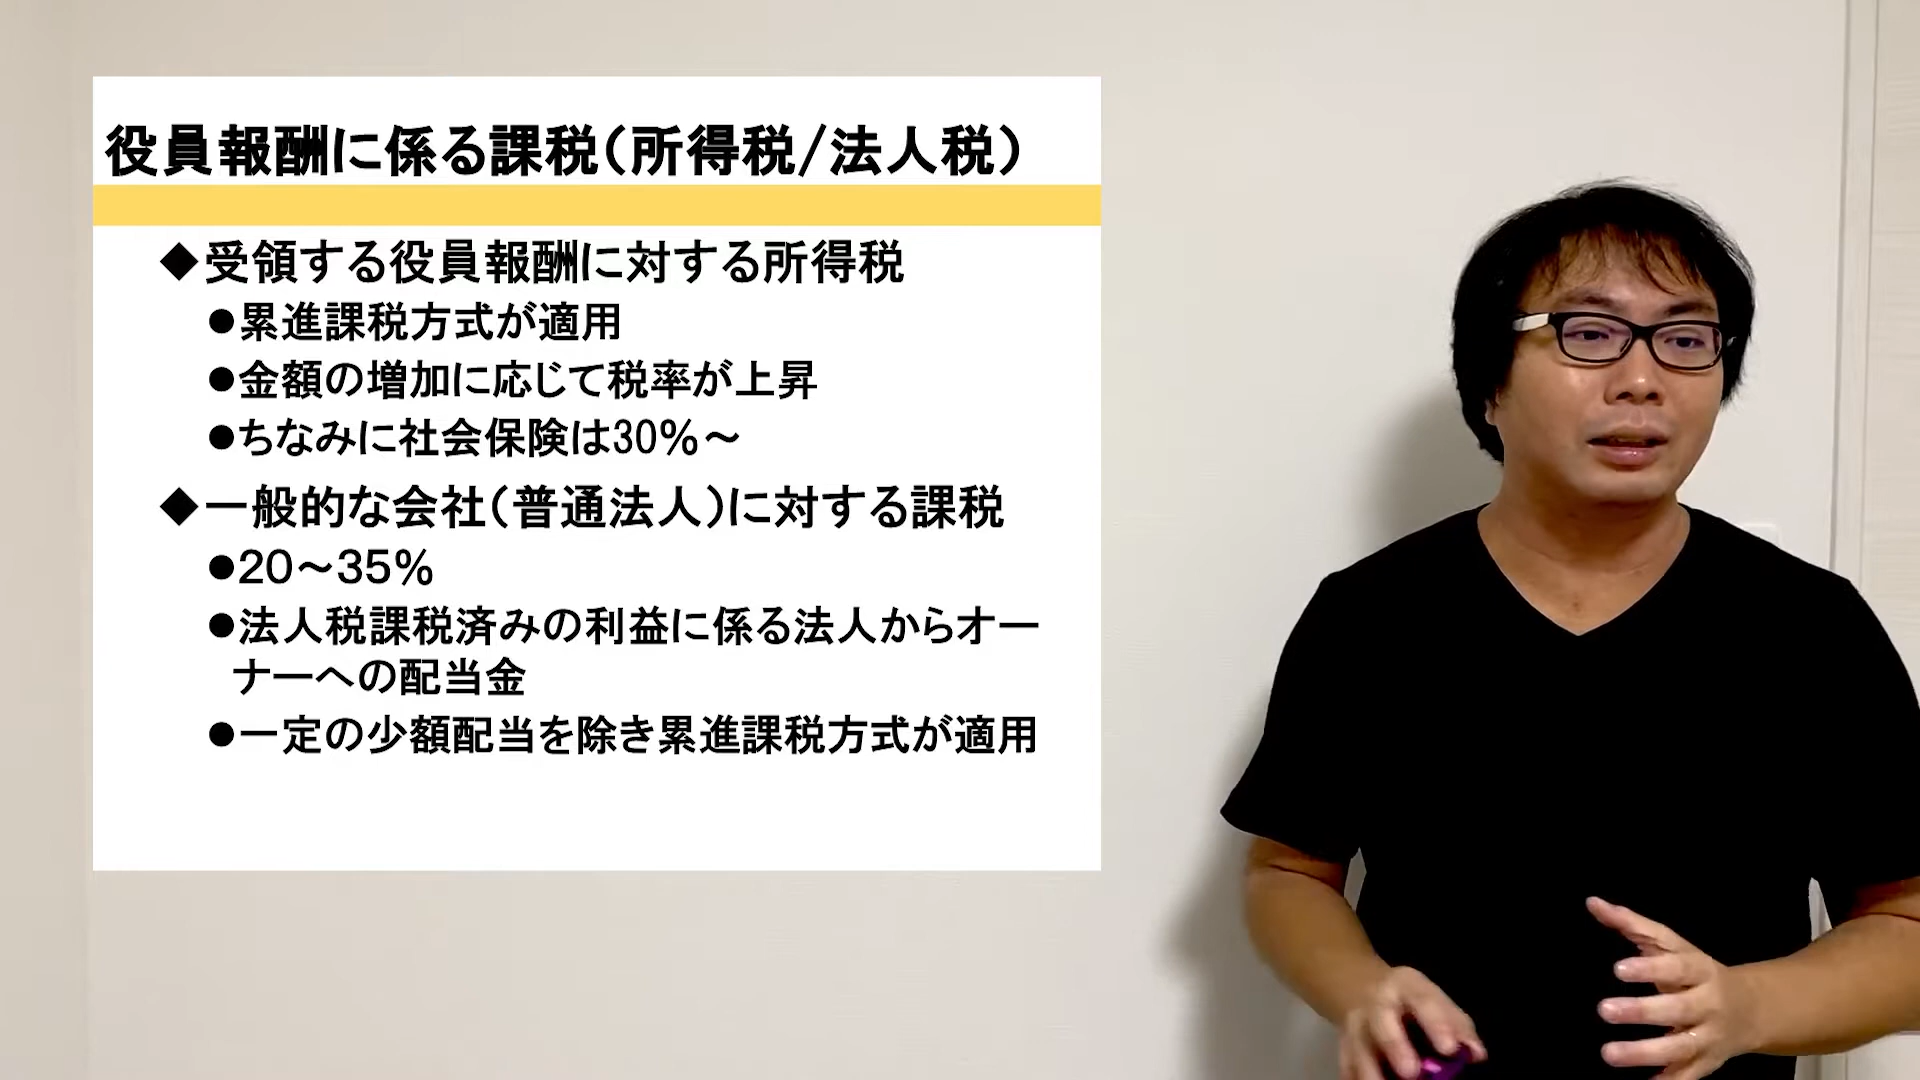 役員報酬に係る課税（所得税/法人税）
◆受領する役員報酬に対する所得税
●累進課税方式が適用
●金額の増加に応じて税率が上昇
●ちなみに社会保険は30%～
◆一般的な会社（普通法人）に対する課税
●20～35%
●法人税課税済みの利益に係る法人からオー
ナーへの配当金
●一定の少額配当を除き累進課税方式が適用